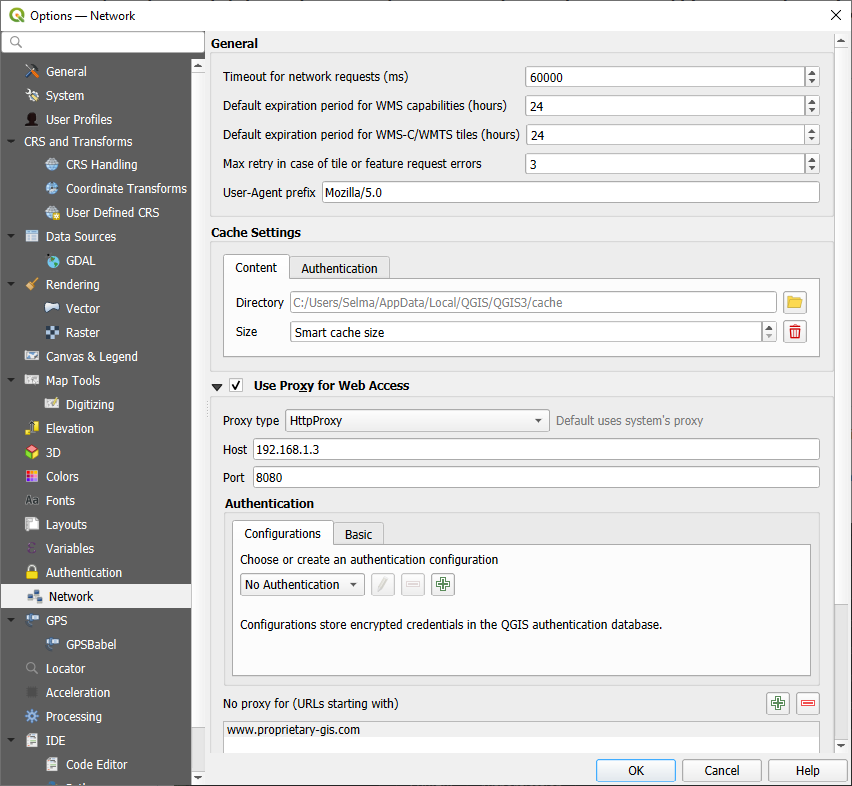 Options — Network
General
System
User Profiles
CRS and Transforms
CRS Handling
Coordinate Transforms
User Defined CRS
Data Sources
GDAL
Rendering
Vector
Raster
Canvas & Legend
Map Tools
Digitizing
Elevation
3D
Colors
Aa Fonts
Layouts
Variables
Authentication
Network
GPS
GPSBabel
Locator
Acceleration
Processing
IDE
Code Editor
General
Timeout for network requests (ms) 60000
Default expiration period for WMS capabilities (hours) 24
Default expiration period for WMS-C/WMTS tiles (hours) 24
Max retry in case of tile or feature request errors 3
User-Agent prefix Mozilla/5.0
Cache Settings
Content Authentication
Directory C:/Users/Selma/AppData/Local/QGIS/QGIS3/cache
Size Smart cache size
Use Proxy for Web Access
Proxy type HttpProxy Default uses system's proxy
Host 192.168.1.3
Port 8080
Authentication
Configurations Basic
Choose or create an authentication configuration
No Authentication
Configurations store encrypted credentials in the QGIS authentication database.
No proxy for (URLs starting with)
www.proprietary-gis.com
OK Cancel Help